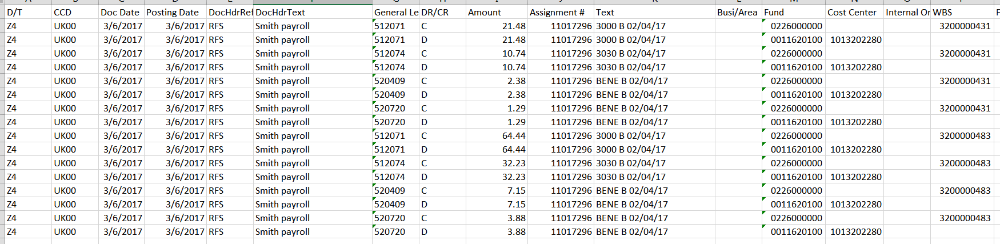 D/T CCD Doc Date Posting Date DocHdrRef DocHdrText General Le DR/CR Amount Assignment # Text Busi/Area Fund Cost Center Internal Or WBS F
Z4 UK00 3/6/2017 3/6/2017 RFS Smith payroll 512071 C 21.48 11017296 3000 B 02/04/17 0226000000 3200000431
Z4 UK00 3/6/2017 3/6/2017 RFS Smith payroll 512071 D 21.48 11017296 3000 B 02/04/17 0011620100 1013202280
Z4 UK00 3/6/2017 3/6/2017 RFS Smith payroll 512074 C 10.74 11017296 3030 B 02/04/17 0226000000 3200000431
Z4 UK00 3/6/2017 3/6/2017 RFS Smith payroll 512074 D 10.74 11017296 3030 B 02/04/17 0011620100 1013202280
Z4 UK00 3/6/2017 3/6/2017 RFS Smith payroll 520409 C 2.38 11017296 BENE B 02/04/17 0226000000 3200000431
Z4 UK00 3/6/2017 3/6/2017 RFS Smith payroll 520409 D 2.38 11017296 BENE B 02/04/17 0011620100 1013202280
Z4 UK00 3/6/2017 3/6/2017 RFS Smith payroll 520720 C 1.29 11017296 BENE B 02/04/17 0226000000 3200000431
Z4 UK00 3/6/2017 3/6/2017 RFS Smith payroll 520720 D 1.29 11017296 BENE B 02/04/17 0011620100 1013202280
Z4 UK00 3/6/2017 3/6/2017 RFS Smith payroll 512071 C 64.44 11017296 3000 B 02/04/17 0226000000 3200000483
Z4 UK00 3/6/2017 3/6/2017 RFS Smith payroll 512071 D 64.44 11017296 3000 B 02/04/17 0011620100 1013202280
Z4 UK00 3/6/2017 3/6/2017 RFS Smith payroll 512074 C 32.23 11017296 3030 B 02/04/17 0226000000 3200000483
Z4 UK00 3/6/2017 3/6/2017 RFS Smith payroll 512074 D 32.23 11017296 3030 B 02/04/17 0011620100 1013202280
Z4 UK00 3/6/2017 3/6/2017 RFS Smith payroll 520409 C 7.15 11017296 BENE B 02/04/17 0226000000 3200000483
Z4 UK00 3/6/2017 3/6/2017 RFS Smith payroll 520409 D 7.15 11017296 BENE B 02/04/17 0011620100 1013202280
Z4 UK00 3/6/2017 3/6/2017 RFS Smith payroll 520720 C 3.88 11017296 BENE B 02/04/17 0226000000 3200000483
Z4 UK00 3/6/2017 3/6/2017 RFS Smith payroll 520720 D 3.88 11017296 BENE B 02/04/17 0011620100 1013202280